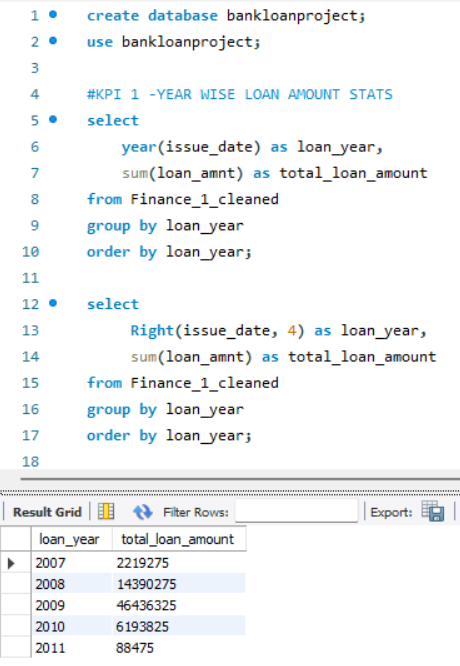 1 create database bankloanproject;
2 use bankloanproject;
3
4 #KPI 1 -YEAR WISE LOAN AMOUNT STATS
5 select
6 year(issue_date) as loan_year,
7 sum(loan_amnt) as total_loan_amount
8 from Finance_1_cleaned
9 group by loan_year
10 order by loan_year;
11
12 select
13 Right(issue_date, 4) as loan_year,
14 sum(loan_amnt) as total_loan_amount
15 from Finance_1_cleaned
16 group by loan_year
17 order by loan_year;
18
Result Grid Filter Rows: Export:
loan_year total_loan_amount
2007 2219275
2008 14390275
2009 46436325
2010 6193825
2011 88475